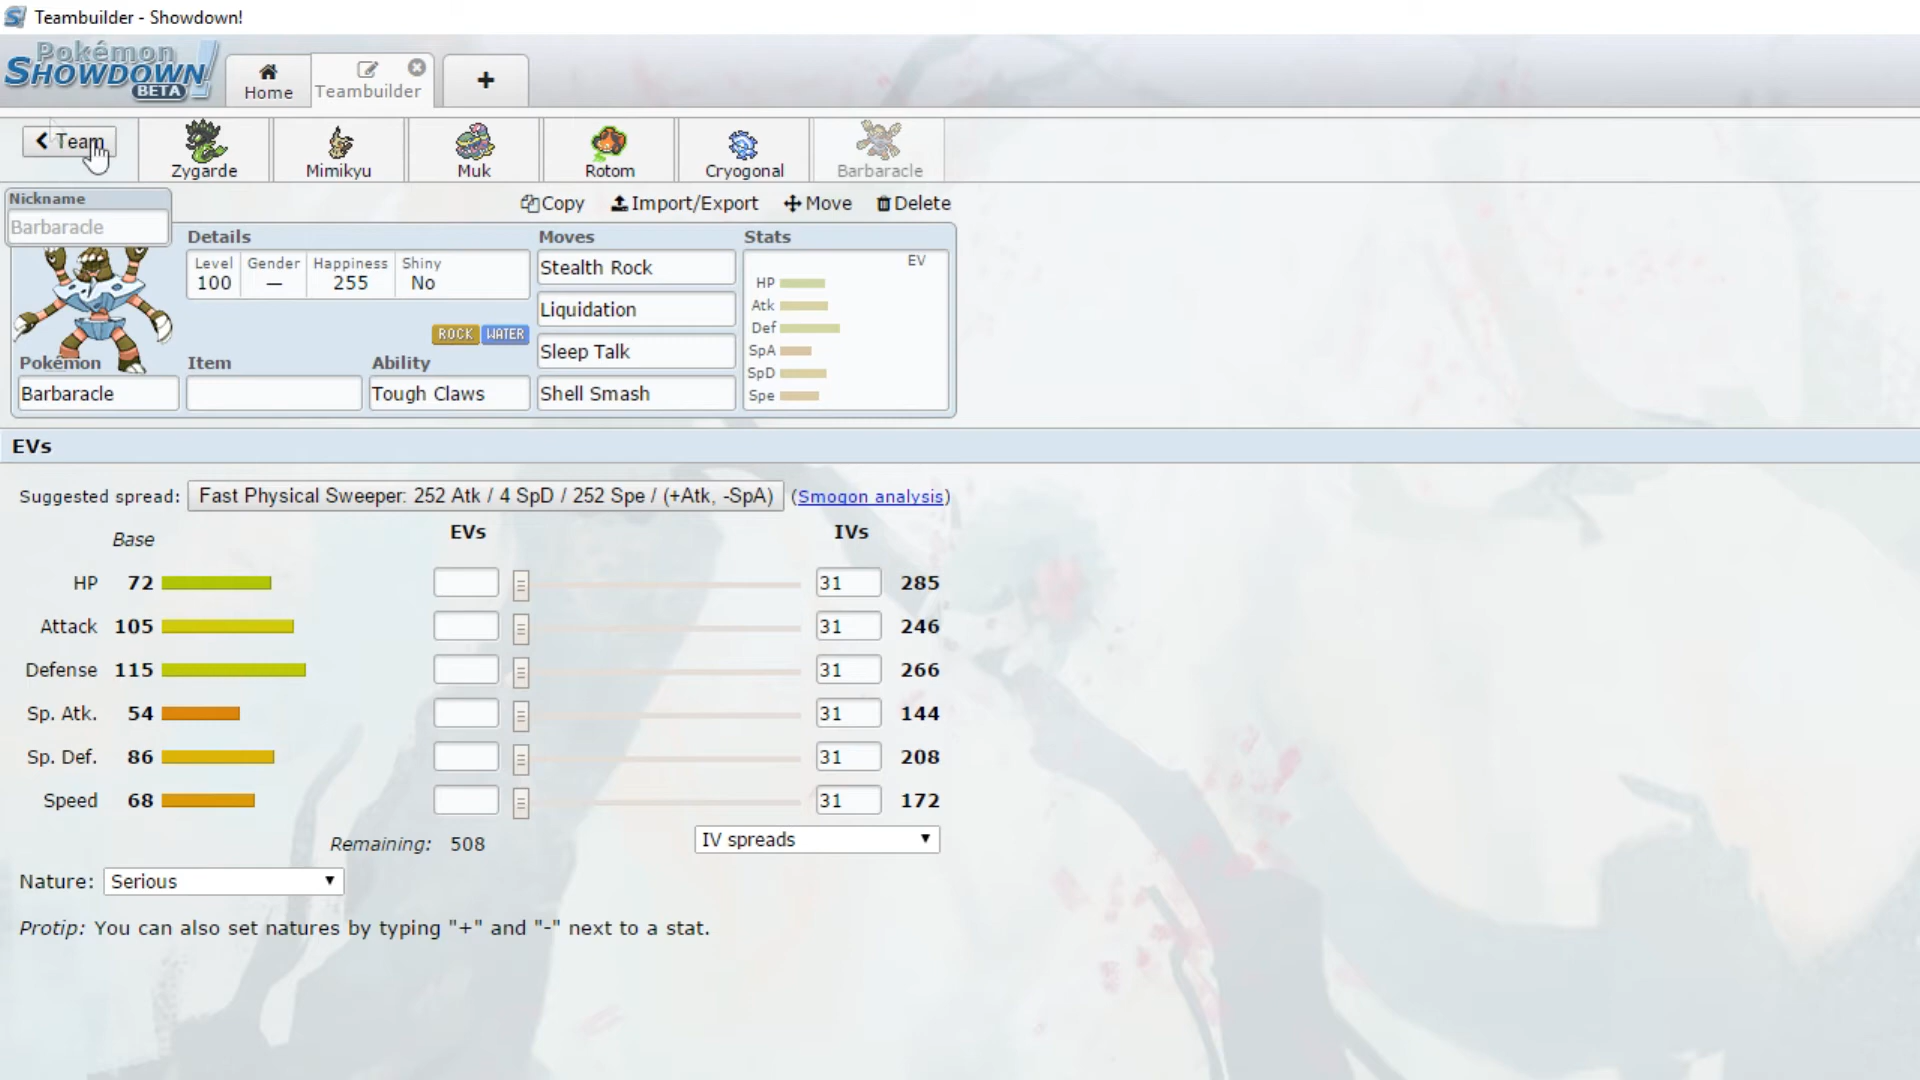 Teambuilder - Showdown!
Pokémon
SHOWDOWN!
BETA
Home
Teambuilder
+
Team
Zygarde
Mimikyu
Muk
Rotom
Cryogonal
Barbaracle
Nickname
Barbaracle
Copy
Import/Export
Move
Delete
Details
Moves
Stats
Level
Gender
Happiness
Shiny
100
—
255
No
Stealth Rock
EV
HP
Atk
Def
SpA
SpD
Spe
Liquidation
ROCK WATER
Sleep Talk
Pokémon
Item
Ability
Barbaracle
Tough Claws
Shell Smash
EVs
Suggested spread: Fast Physical Sweeper: 252 Atk / 4 SpD / 252 Spe / (+Atk, -SpA) (Smogon analysis)
Base
EVs
IVs
HP 72 31 285
Attack 105 31 246
Defense 115 31 266
Sp. Atk. 54 31 144
Sp. Def. 86 31 208
Speed 68 31 172
Remaining: 508
IV spreads
Nature: Serious
Protip: You can also set natures by typing "+" and "-" next to a stat.